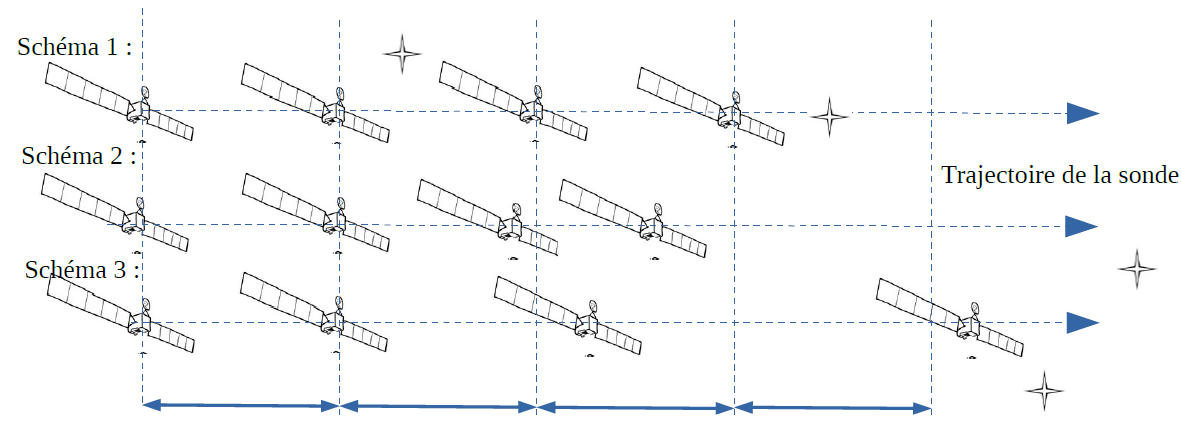 Schéma 1 :
Schéma 2 :
Trajectoire de la sonde
Schéma 3 :